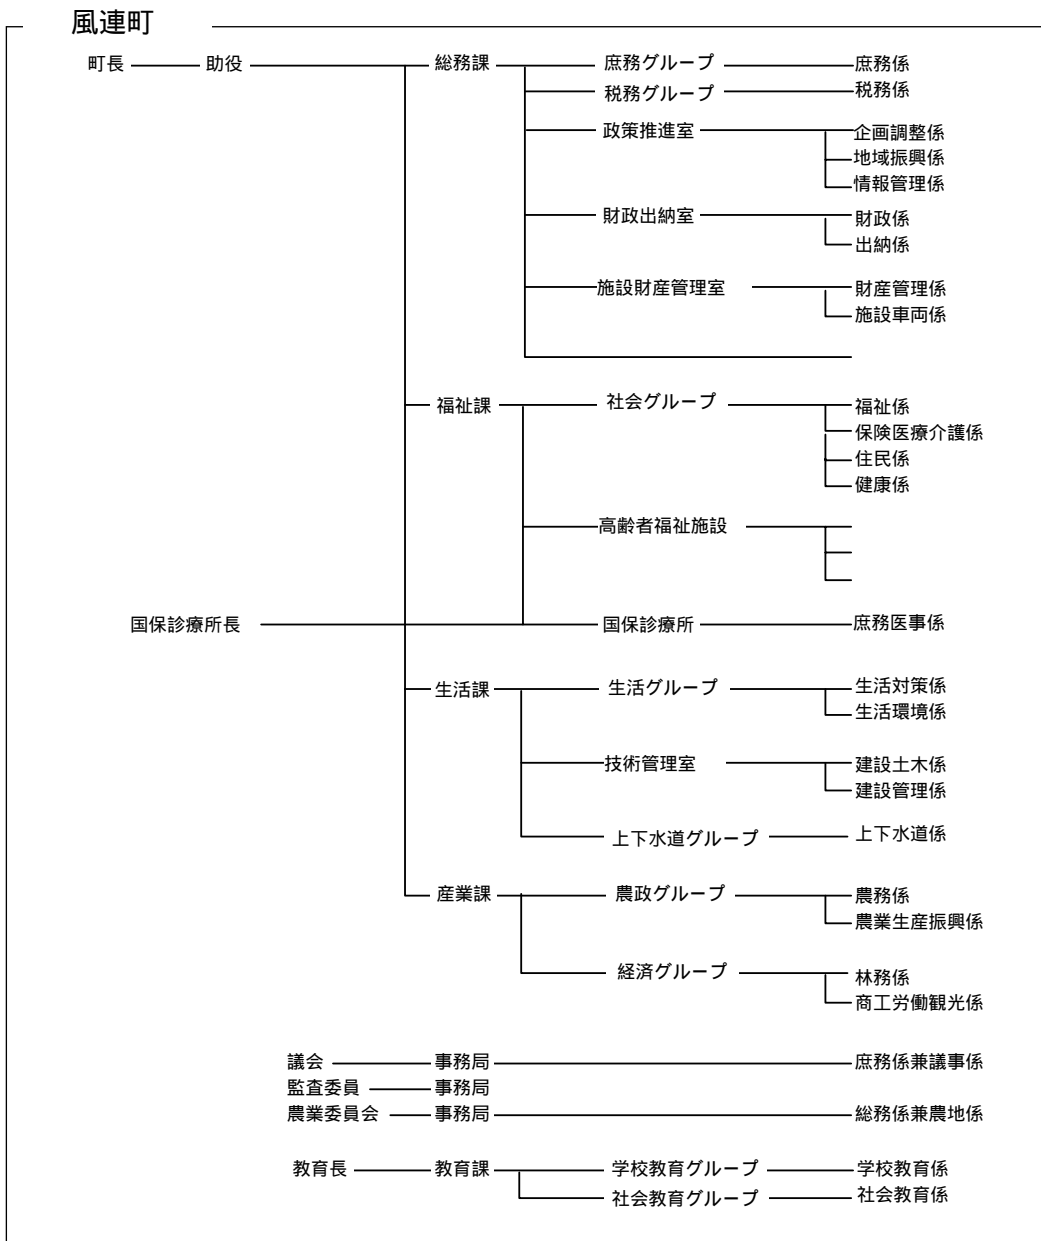 風連町
町長 助役 総務課 庶務グループ 庶務係
税務グループ 税務係
政策推進室 企画調整係
地域振興係
情報管理係
財政出納室 財政係
出納係
施設財産管理室 財産管理係
施設車両係
福祉課 社会グループ 福祉係
保険医療介護係
住民係
健康係
高齢者福祉施設
国保診療所長 国保診療所 庶務医事係
生活課 生活グループ 生活対策係
生活環境係
技術管理室 建設土木係
建設管理係
上下水道グループ 上下水道係
産業課 農政グループ 農務係
農業生産振興係
経済グループ 林務係
商工労働観光係
議会 事務局 庶務係兼議事係
監査委員 事務局
農業委員会 事務局 総務係兼農地係
教育長 教育課 学校教育グループ 学校教育係
社会教育グループ 社会教育係